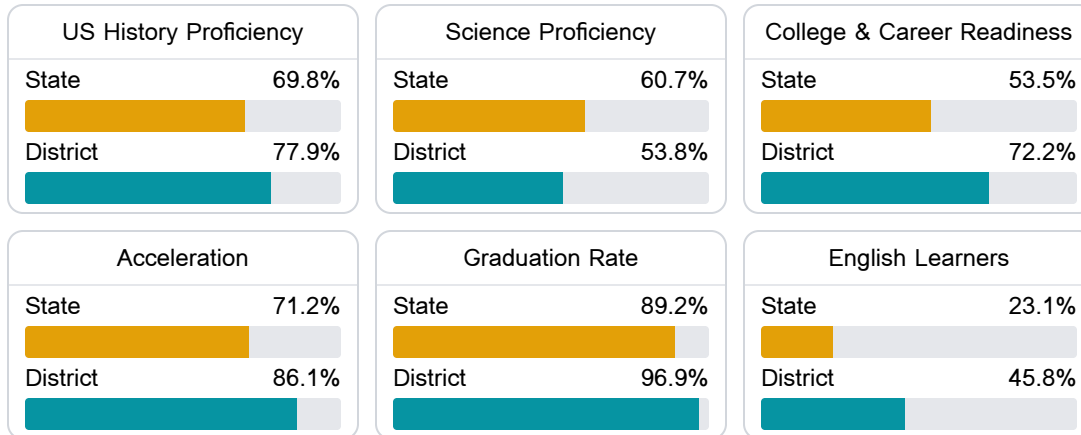 US History Proficiency
State 69.8%
District 77.9%
Science Proficiency
State 60.7%
District 53.8%
College & Career Readiness
State 53.5%
District 72.2%
Acceleration
State 71.2%
District 86.1%
Graduation Rate
State 89.2%
District 96.9%
English Learners
State 23.1%
District 45.8%